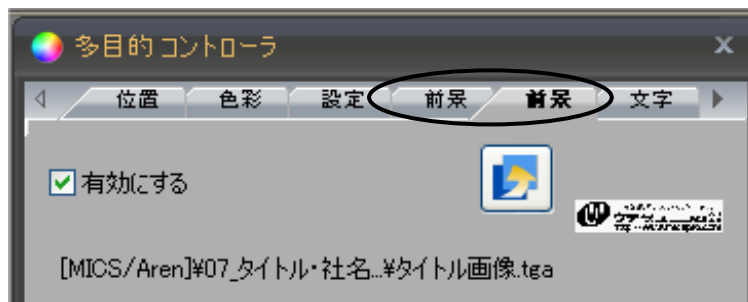 多目的コントローラ
位置 色彩 設定 前景 前景 文字
有効にする
[MICS/Aren]¥07_タイトル・社名...¥タイトル画像.tga